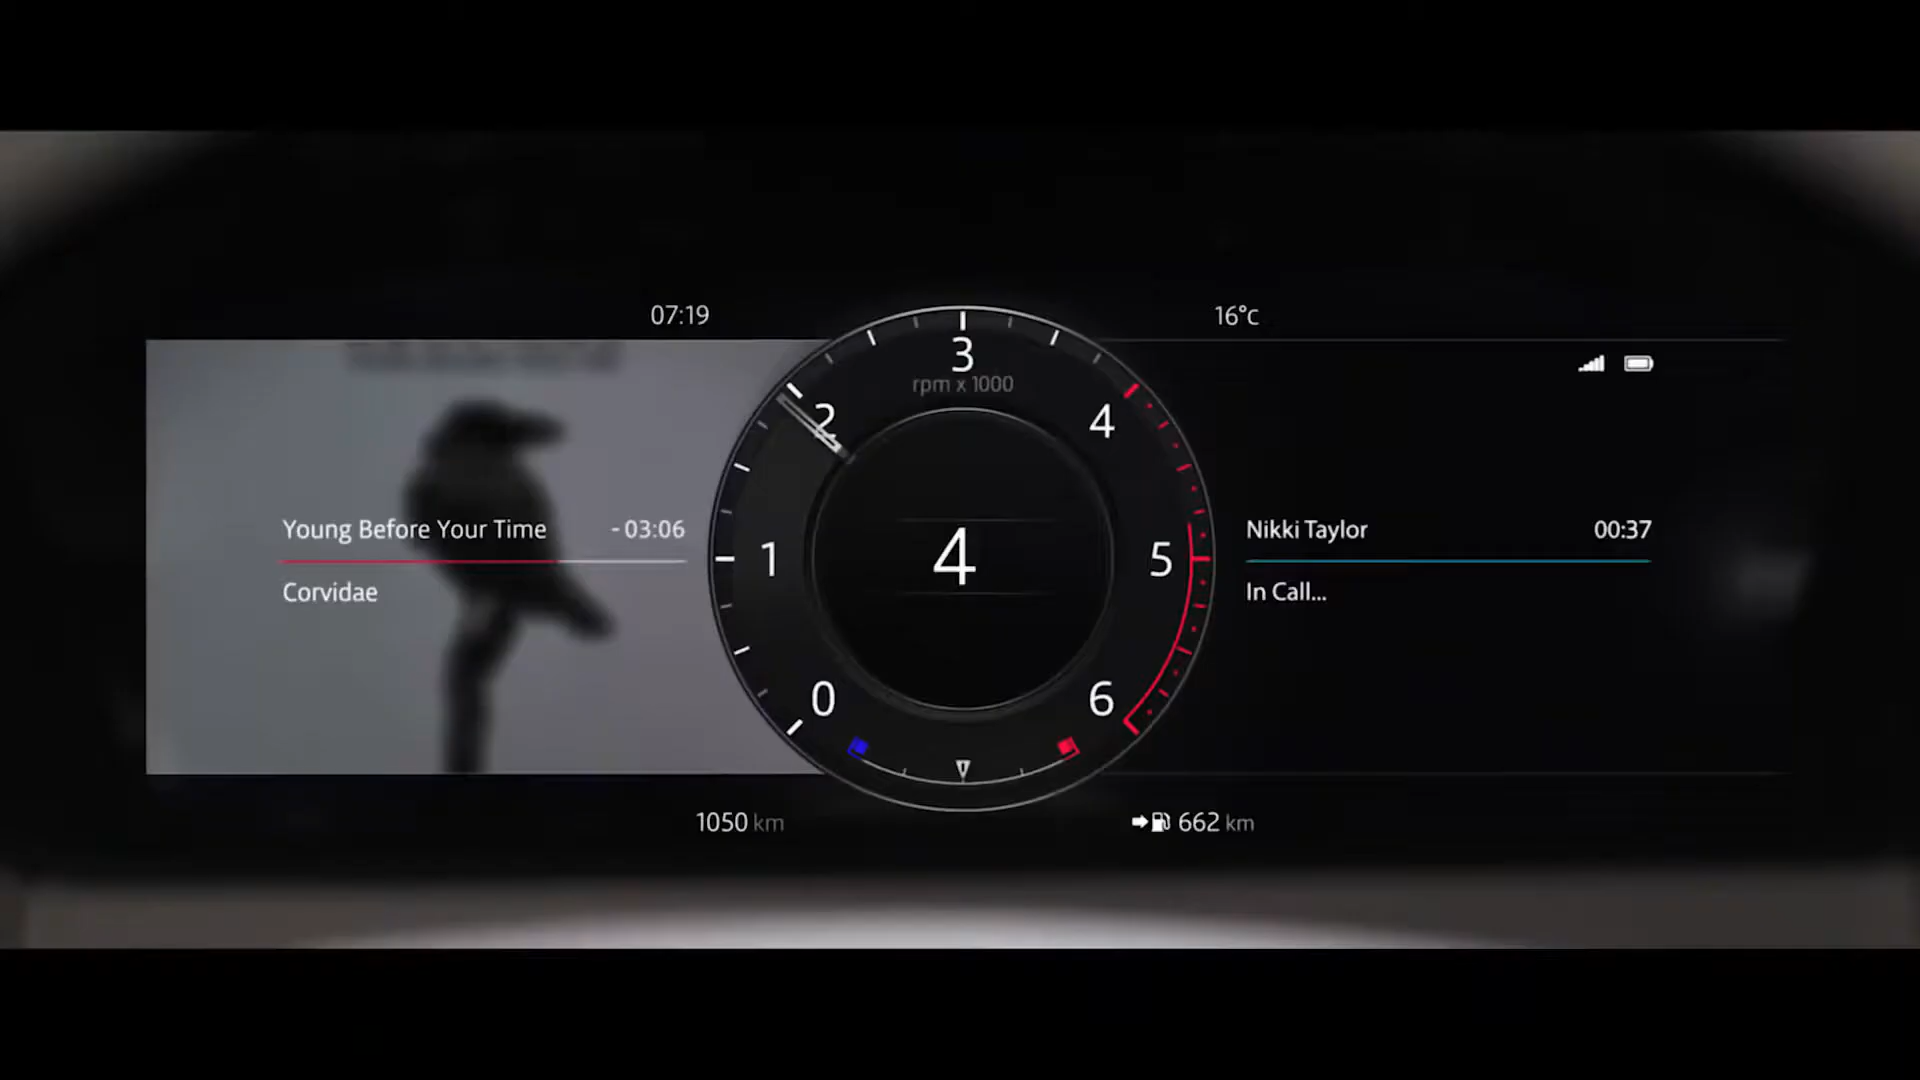 07:19
16°c
3
rpm x 1000
2
4
Young Before Your Time
- 03:06
1
4
5
Nikki Taylor
00:37
Corvidae
In Call...
0
6
1050 km
662 km